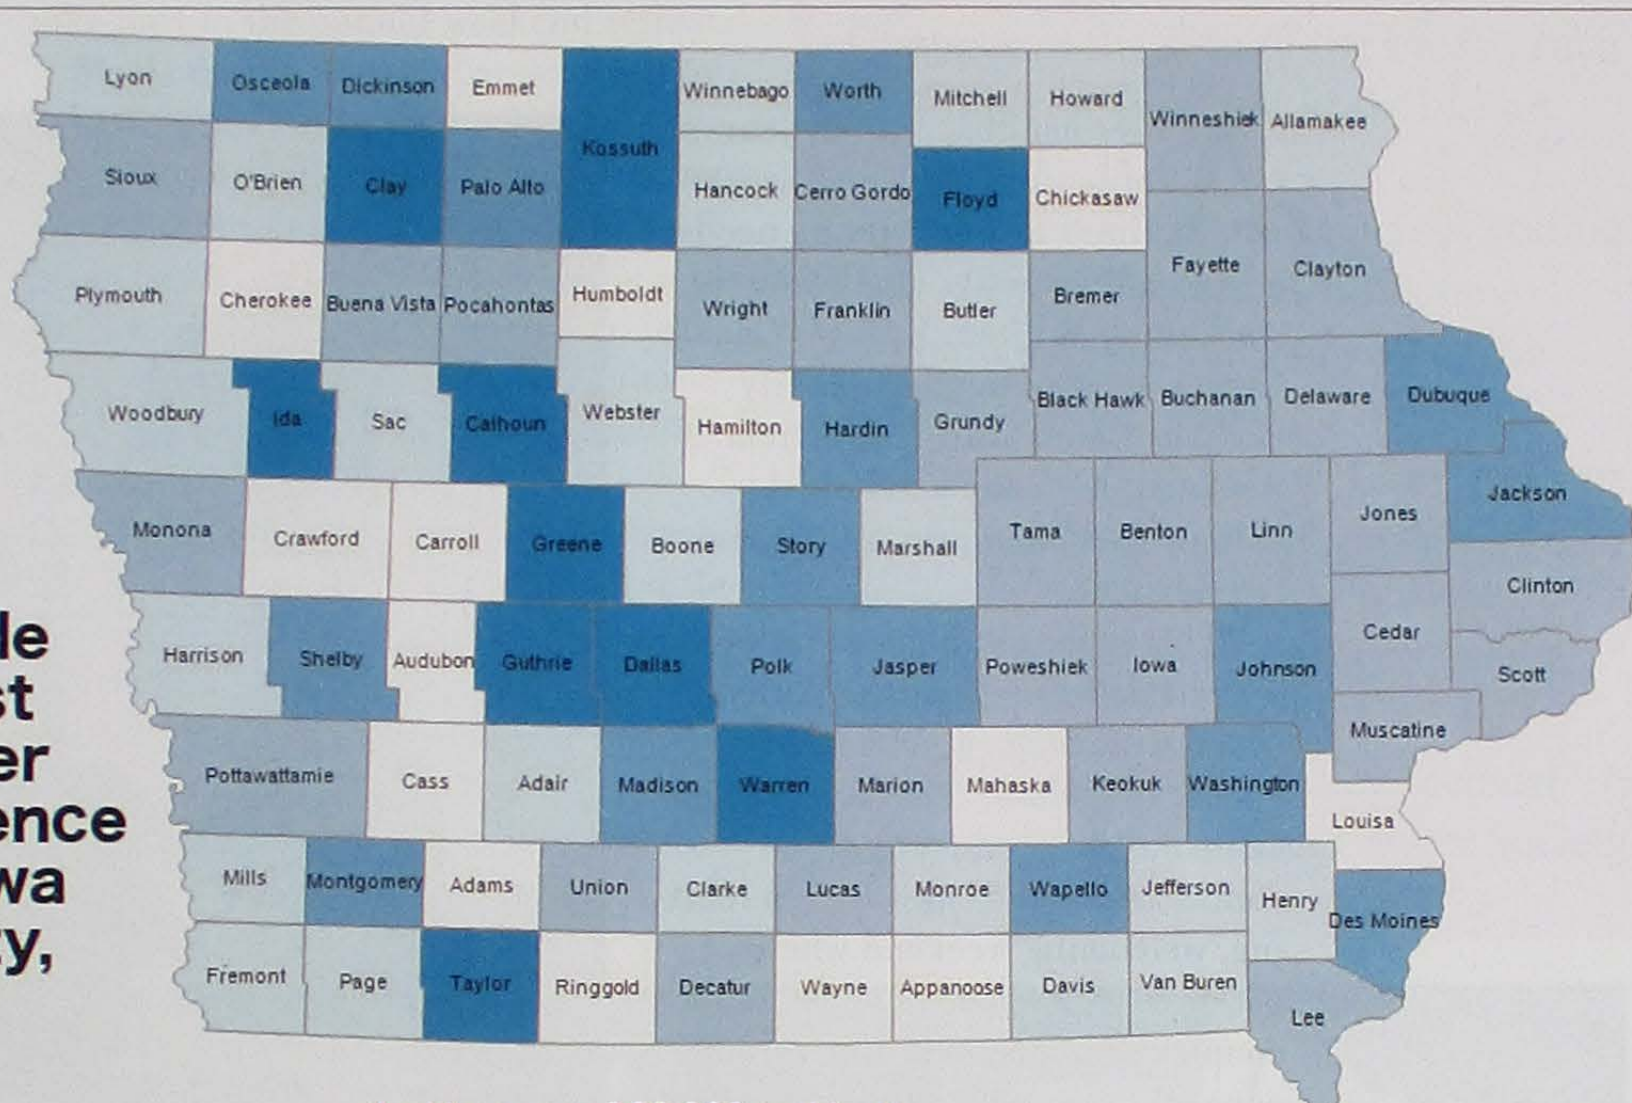 Lyon
Osceola
Dickinson
Emmet
Kossuth
Winnebago
Worth
Mitchell
Howard
Winneshiek
Allamakee
Sioux
O'Brien
Clay
Palo Alto
Hancock
Cerro Gordo
Floyd
Chickasaw
Fayette
Clayton
Plymouth
Cherokee
Buena Vista
Pocahontas
Humboldt
Wright
Franklin
Butler
Bremer
Woodbury
Ida
Sac
Calhoun
Webster
Hamilton
Hardin
Grundy
Black Hawk
Buchanan
Delaware
Dubuque
Monona
Crawford
Carroll
Greene
Boone
Story
Marshall
Tama
Benton
Linn
Jones
Jackson
Clinton
Harrison
Shelby
Audubon
Guthrie
Dallas
Polk
Jasper
Poweshiek
Iowa
Johnson
Cedar
Scott
Muscatine
Pottawattamie
Cass
Adair
Madison
Warren
Marion
Mahaska
Keokuk
Washington
Louisa
Mills
Montgomery
Adams
Union
Clarke
Lucas
Monroe
Wapello
Jefferson
Henry
Des Moines
Fremont
Page
Taylor
Ringgold
Decatur
Wayne
Appanoose
Davis
Van Buren
Lee
le
st
er
ence
wa
ty,